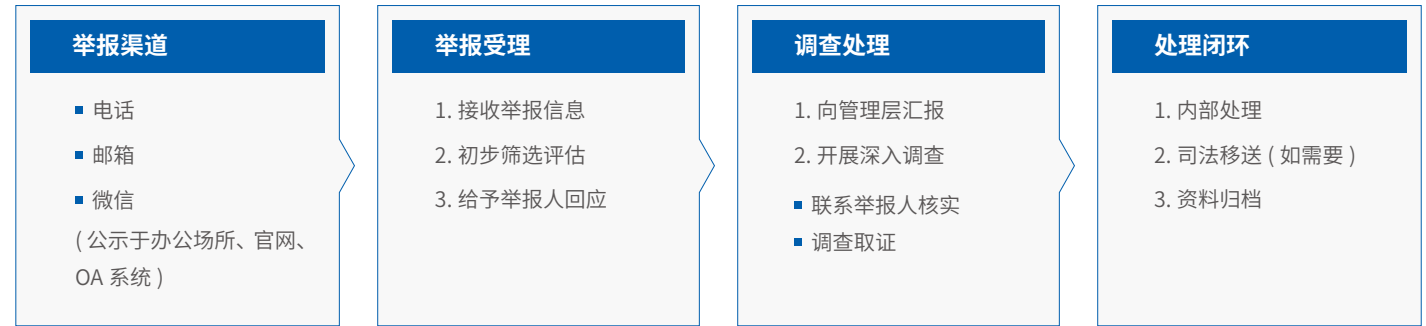 举报渠道
■ 电话
■ 邮箱
■ 微信
( 公示于办公场所、官网、
OA 系统 )
举报受理
1. 接收举报信息
2. 初步筛选评估
3. 给予举报人回应
调查处理
1. 向管理层汇报
2. 开展深入调查
■ 联系举报人核实
■ 调查取证
处理闭环
1. 内部处理
2. 司法移送 ( 如需要 )
3. 资料归档